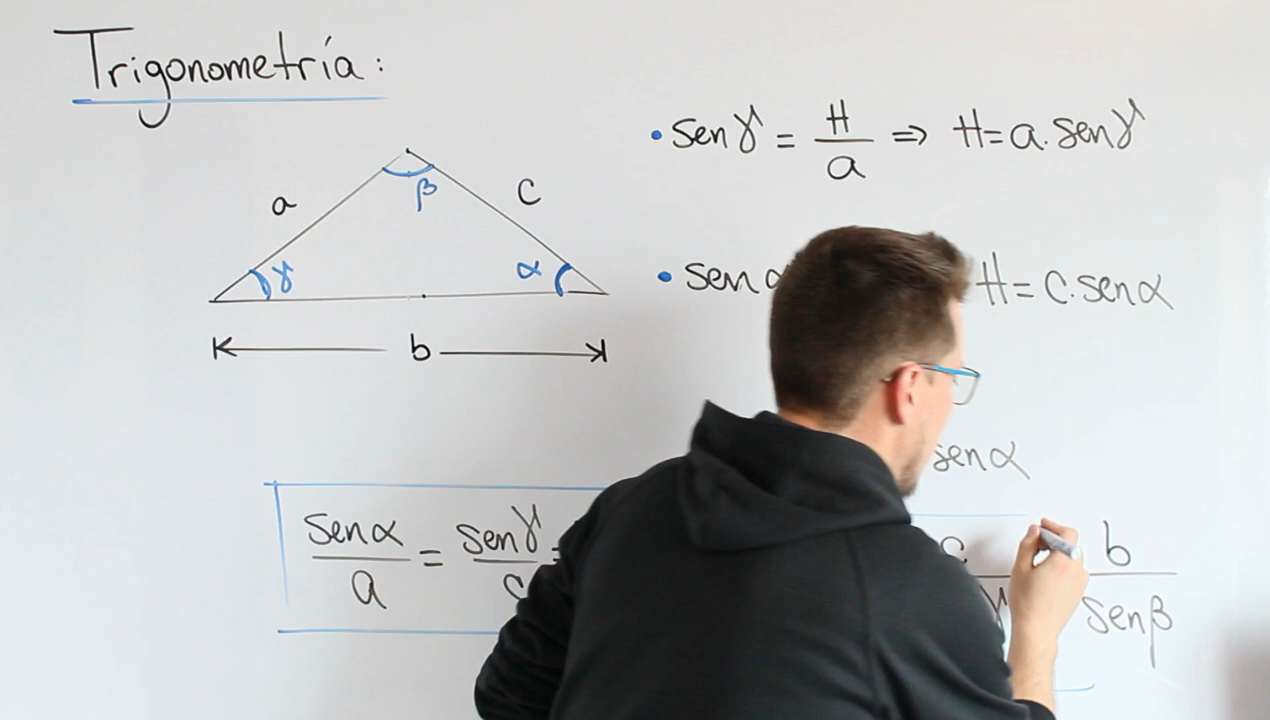 Trigonometría:
a
β
c
γ
α
b
• sen γ = H/a ⇒ H = a. sen γ
• sen α H = c. sen α
sen α
sen α/a = sen γ/c
c b/sen β